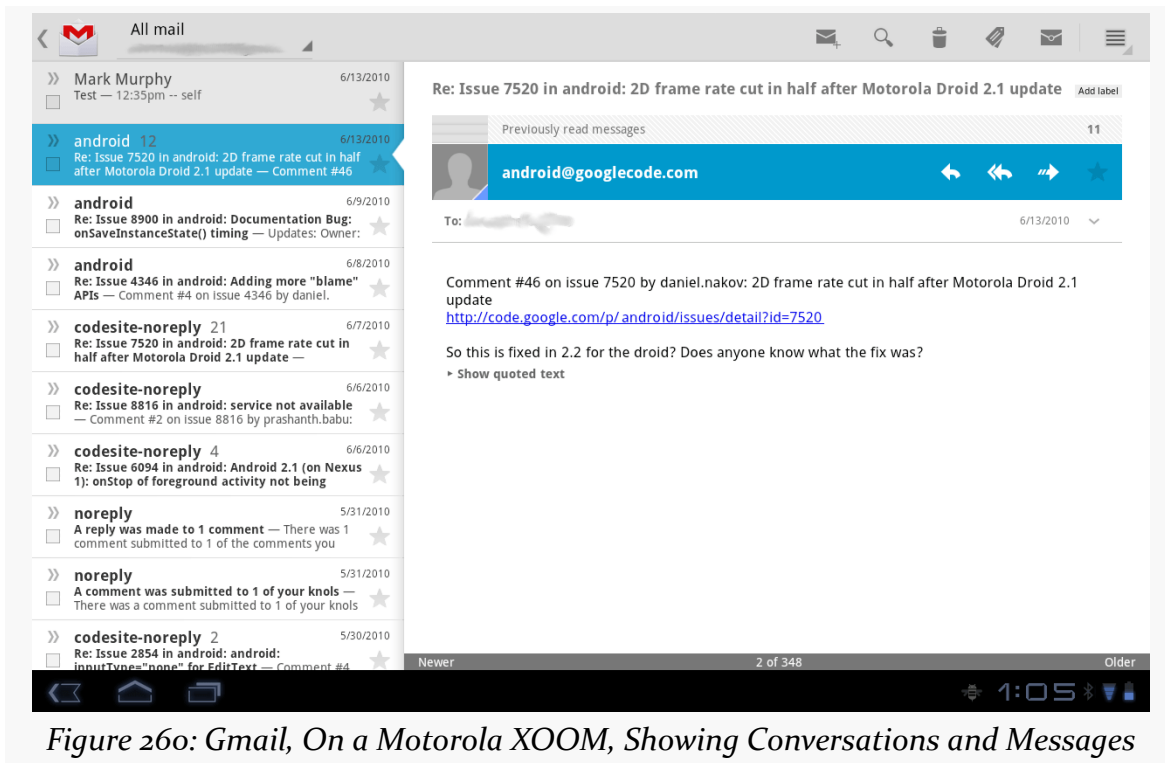 All mail
Mark Murphy 6/13/2010
Test — 12:35pm -- self
android 12 6/13/2010
Re: Issue 7520 in android: 2D frame rate cut in half
after Motorola Droid 2.1 update — Comment #46
android 6/9/2010
Re: Issue 8900 in android: Documentation Bug:
onSaveInstanceState() timing — Updates: Owner:
android 6/8/2010
Re: Issue 4346 in android: Adding more "blame"
APIs — Comment #4 on issue 4346 by daniel.
codesite-noreply 21 6/7/2010
Re: Issue 7520 in android: 2D frame rate cut in
half after Motorola Droid 2.1 update —
codesite-noreply 6/6/2010
Re: Issue 8816 in android: service not available
— Comment #2 on issue 8816 by prashanth.babu:
codesite-noreply 4 6/6/2010
Re: Issue 6094 in android: Android 2.1 (on Nexus
1): onStop of foreground activity not being
noreply 5/31/2010
A reply was made to 1 comment — There was 1
comment submitted to 1 of the comments you
noreply 5/31/2010
A comment was submitted to 1 of your knols —
There was a comment submitted to 1 of your knols
codesite-noreply 2 5/30/2010
Re: Issue 2854 in android: android:
inputType="none" for EditText — Comment #4
Re: Issue 7520 in android: 2D frame rate cut in half after Motorola Droid 2.1 update Add label
Previously read messages 11
android@googlecode.com
To: 6/13/2010
Comment #46 on issue 7520 by daniel.nakov: 2D frame rate cut in half after Motorola Droid 2.1
update
http://code.google.com/p/android/issues/detail?id=7520
So this is fixed in 2.2 for the droid? Does anyone know what the fix was?
▸ Show quoted text
Newer 2 of 348 Older
1:05
Figure 260: Gmail, On a Motorola XOOM, Showing Conversations and Messages